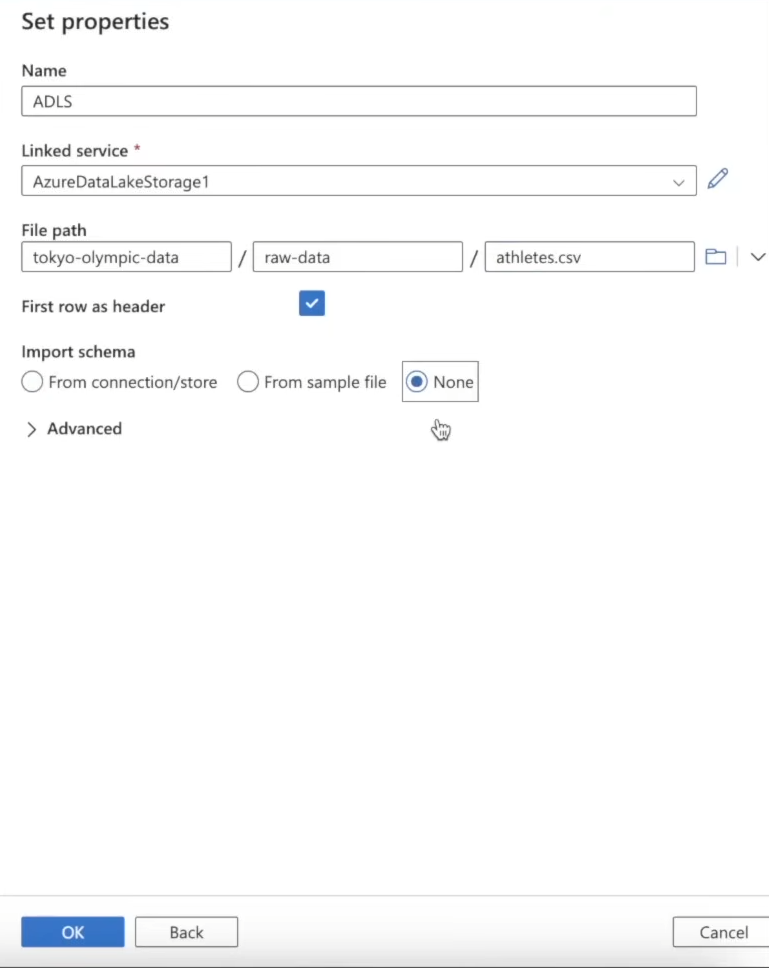 Set properties
Name
ADLS
Linked service *
AzureDataLakeStorage1
File path
tokyo-olympic-data / raw-data / athletes.csv
First row as header
Import schema
From connection/store From sample file None
Advanced
OK Back Cancel